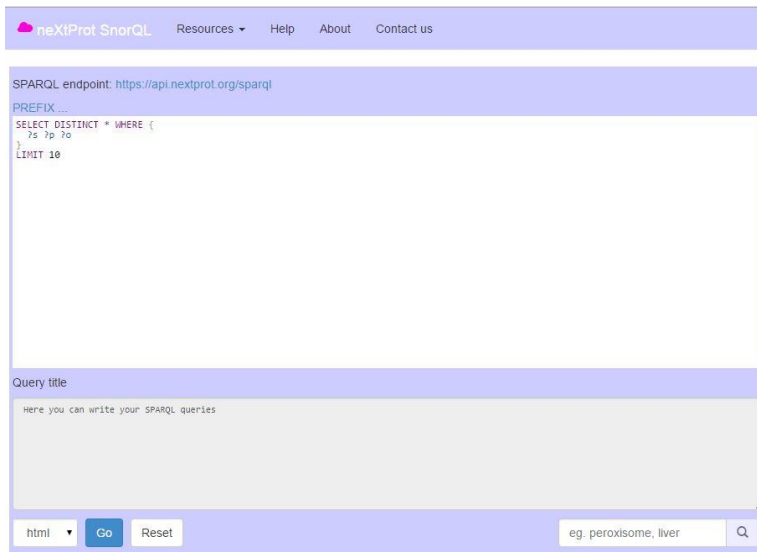 neXtProt SnorQL Resources Help About Contact us
SPARQL endpoint: https://api.nextprot.org/sparql
PREFIX ...
SELECT DISTINCT * WHERE {
?s ?p ?o
}
LIMIT 10
Query title
Here you can write your SPARQL queries
html Go Reset eg. peroxisome, liver